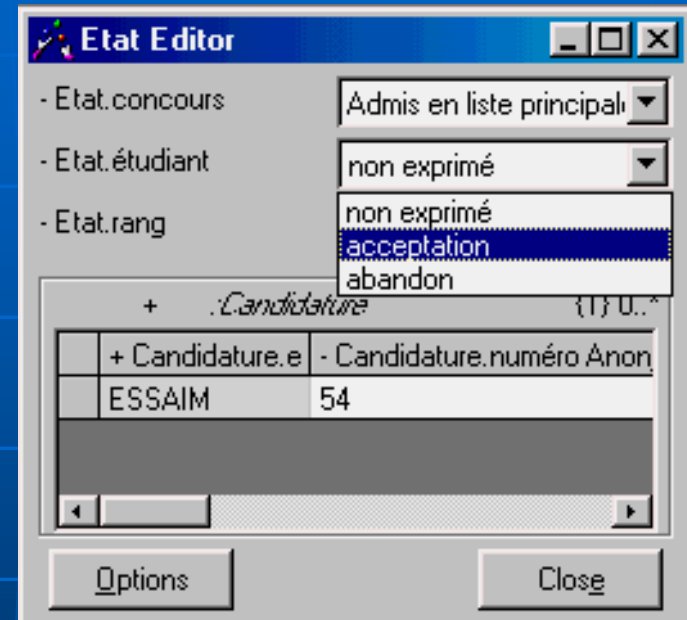 Etat Editor
- Etat.concours Admis en liste principal
- Etat.étudiant non exprimé
- Etat.rang non exprimé
acceptation
abandon
+ .:Candidature {1} 0..^
+ Candidature.e - Candidature.numéro Anon
ESSAIM 54
Options Close